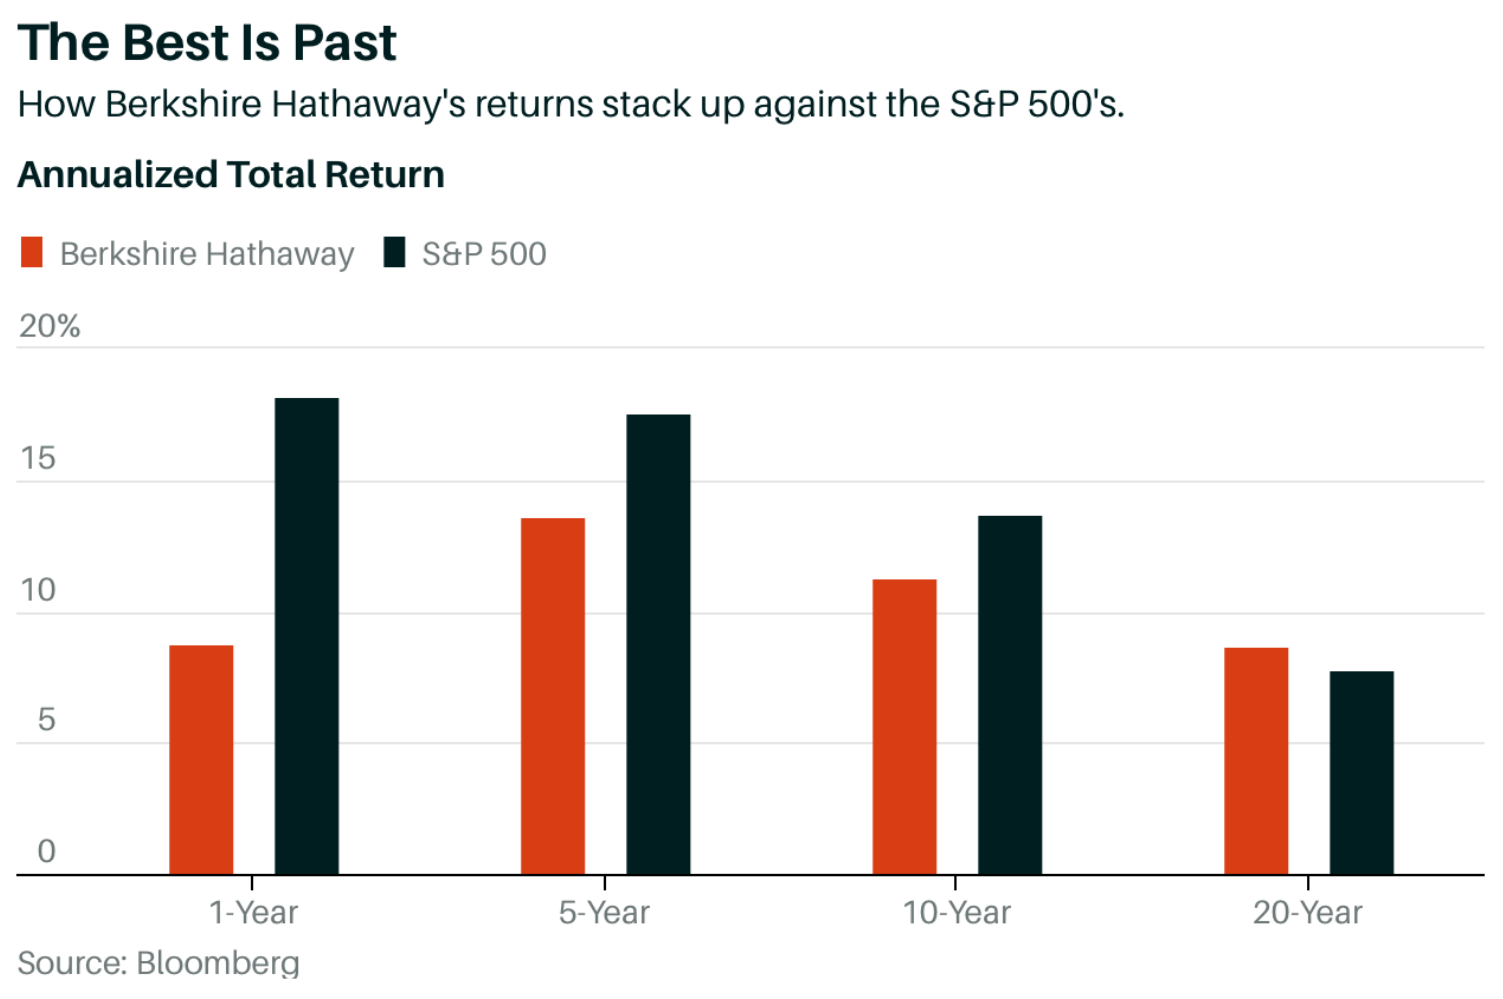 The Best Is Past
How Berkshire Hathaway's returns stack up against the S&P 500's.
Annualized Total Return
Berkshire Hathaway S&P 500
20%
15
10
5
0
1-Year 5-Year 10-Year 20-Year
Source: Bloomberg